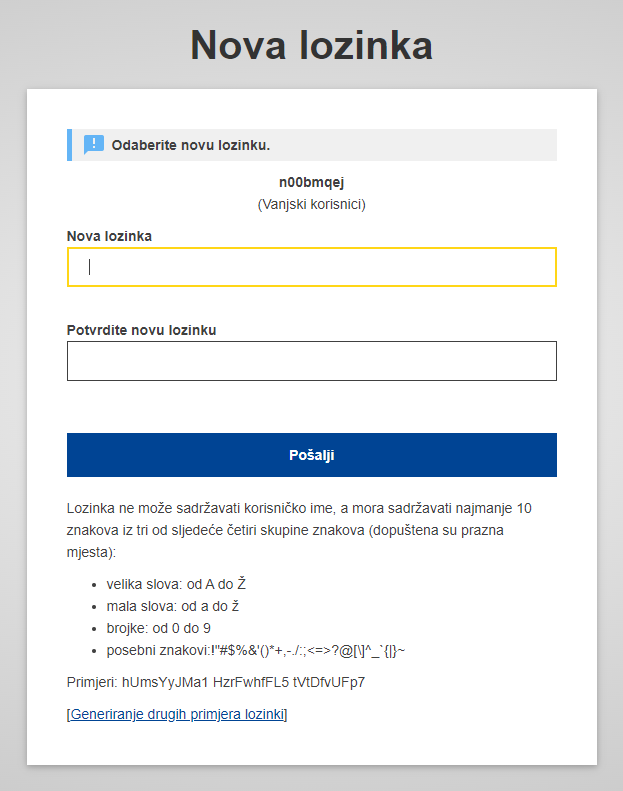 Nova lozinka
Odaberite novu lozinku.
n00bmqej
(Vanjski korisnici)
Nova lozinka
Potvrdite novu lozinku
Pošalji
Lozinka ne može sadržavati korisničko ime, a mora sadržavati najmanje 10
znakova iz tri od sljedeće četiri skupine znakova (dopuštena su prazna
mjesta):
• velika slova: od A do Ž
• mala slova: od a do ž
• brojke: od 0 do 9
• posebni znakovi:!"#$%&'()*+,-./:;<=>?@[\]^_`{|}~
Primjeri: hUmsYyJMa1 HzrFwhfFL5 tVtDfvUFp7
[Generiranje drugih primjera lozinki]